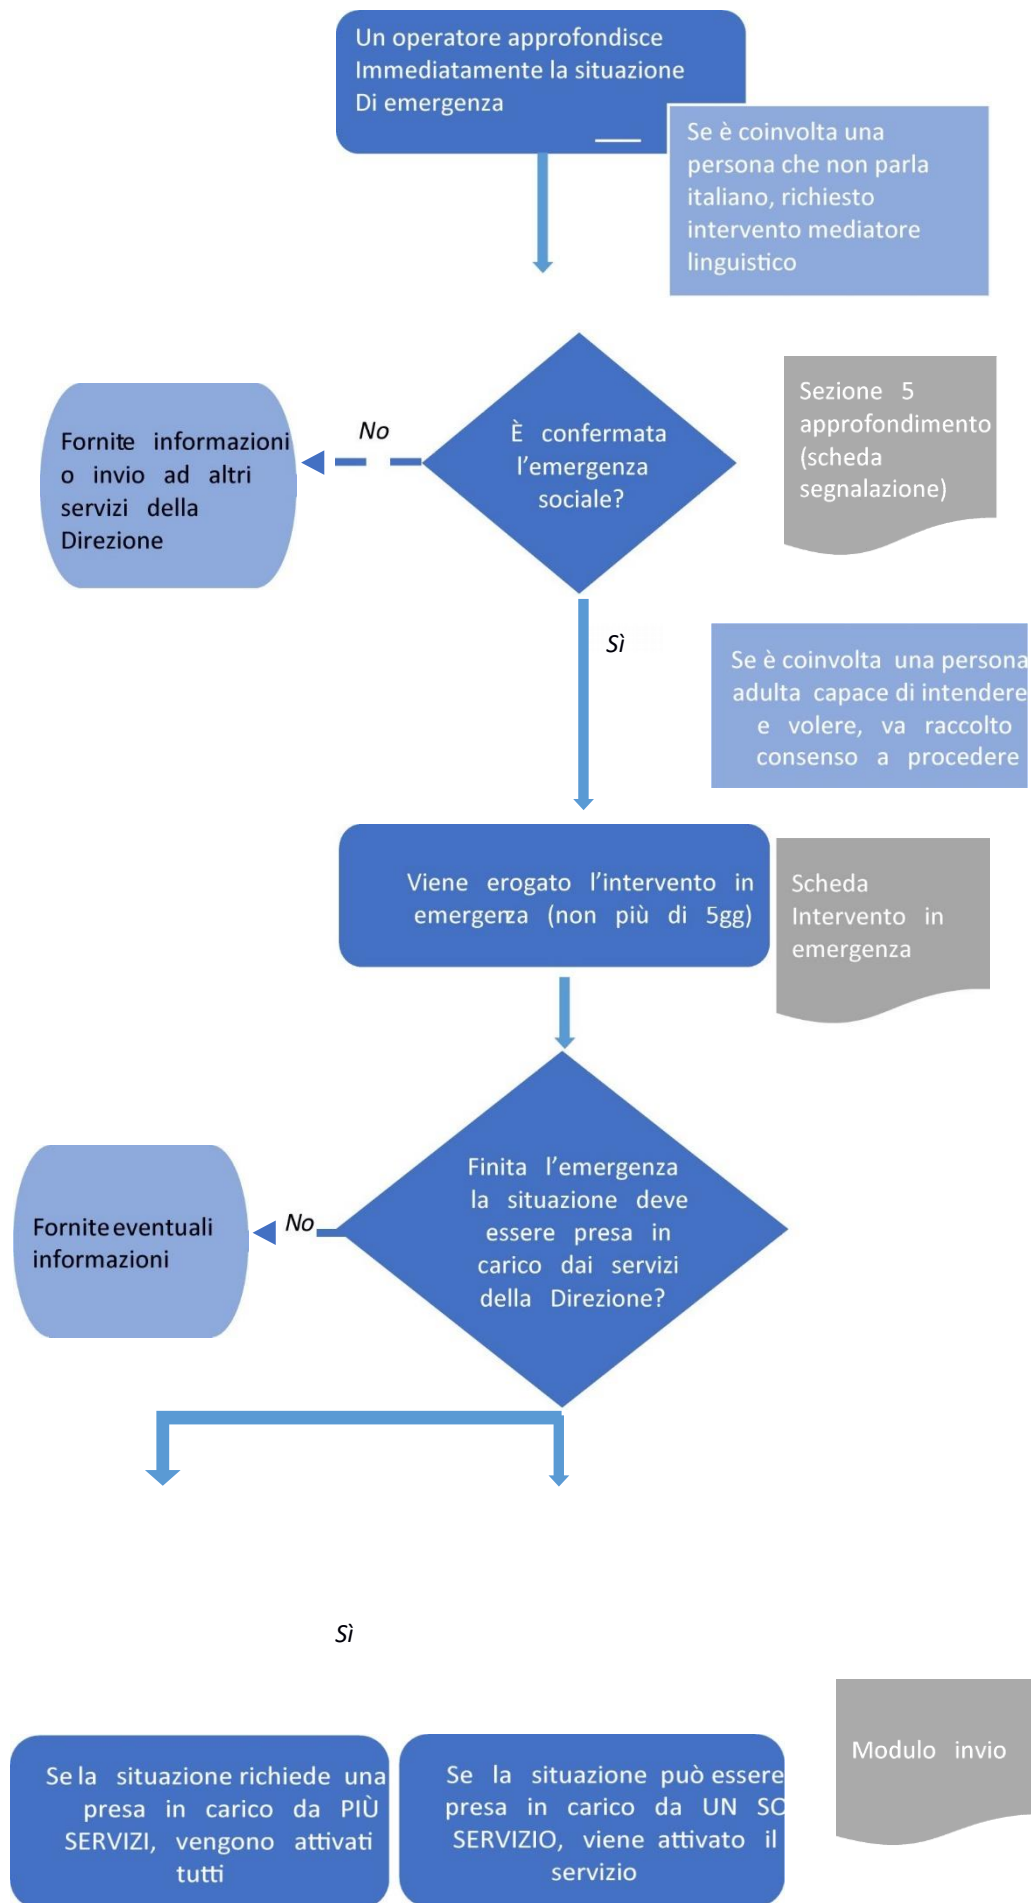 Un operatore approfondisce
Immediatamente la situazione
Di emergenza
Se è coinvolta una
persona che non parla
italiano, richiesto
intervento mediatore
linguistico
È confermata
l'emergenza
sociale?
No
Fornite informazioni
o invio ad altri
servizi della
Direzione
Sezione 5
approfondimento
(scheda
segnalazione)
Sì
Se è coinvolta una persona
adulta capace di intendere
e volere, va raccolto
consenso a procedere
Viene erogato l'intervento in
emergenza (non più di 5gg)
Scheda
Intervento in
emergenza
Finita l'emergenza
la situazione deve
essere presa in
carico dai servizi
della Direzione?
No
Fornite eventuali
informazioni
Sì
Se la situazione richiede una
presa in carico da PIÙ
SERVIZI, vengono attivati
tutti
Se la situazione può essere
presa in carico da UN SO
SERVIZIO, viene attivato il
servizio
Modulo invio